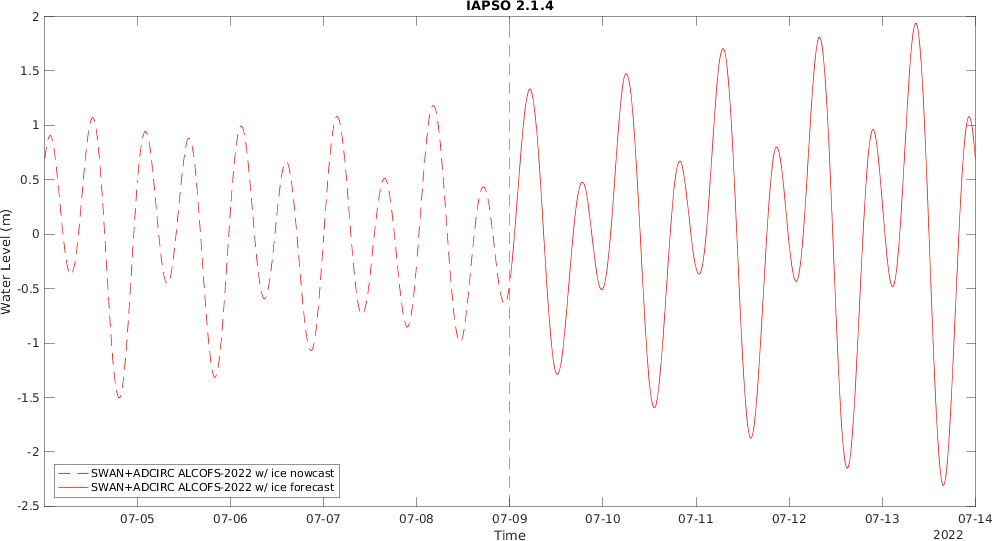 IAPSO 2.1.4
2
1.5
1
0.5
0
-0.5
-1
-1.5
-2
-2.5
Water Level (m)
SWAN+ADCIRC ALCOFS-2022 w/ ice nowcast
SWAN+ADCIRC ALCOFS-2022 w/ ice forecast
07-05 07-06 07-07 07-08 07-09 07-10 07-11 07-12 07-13 07-14
Time
2022